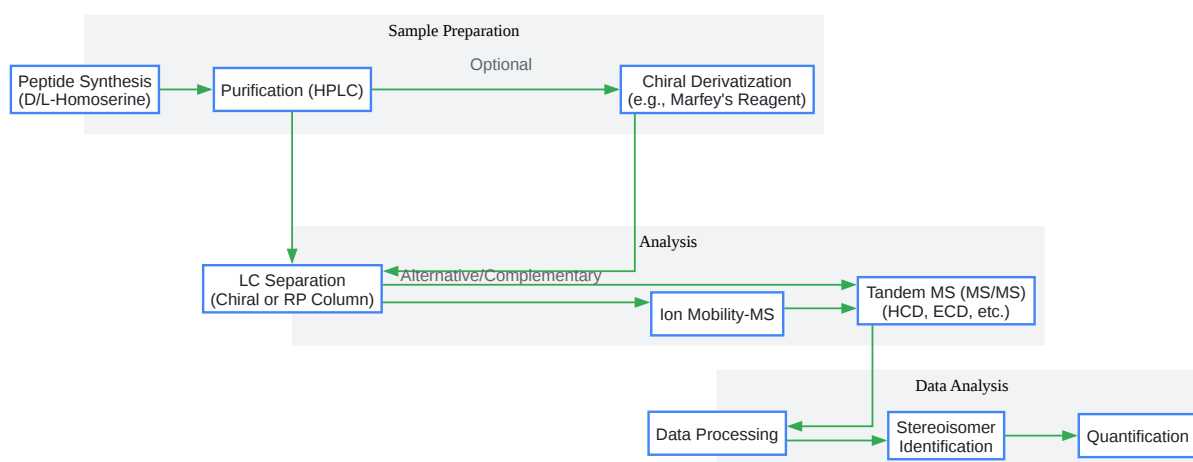 Sample Preparation
Optional
Peptide Synthesis
(D/L-Homoserine)
Purification (HPLC)
Chiral Derivatization
(e.g., Marfey's Reagent)
Analysis
Alternative/Complementary
LC Separation
(Chiral or RP Column)
Ion Mobility-MS
Tandem MS (MS/MS)
(HCD, ECD, etc.)
Data Analysis
Data Processing
Stereoisomer
Identification
Quantification